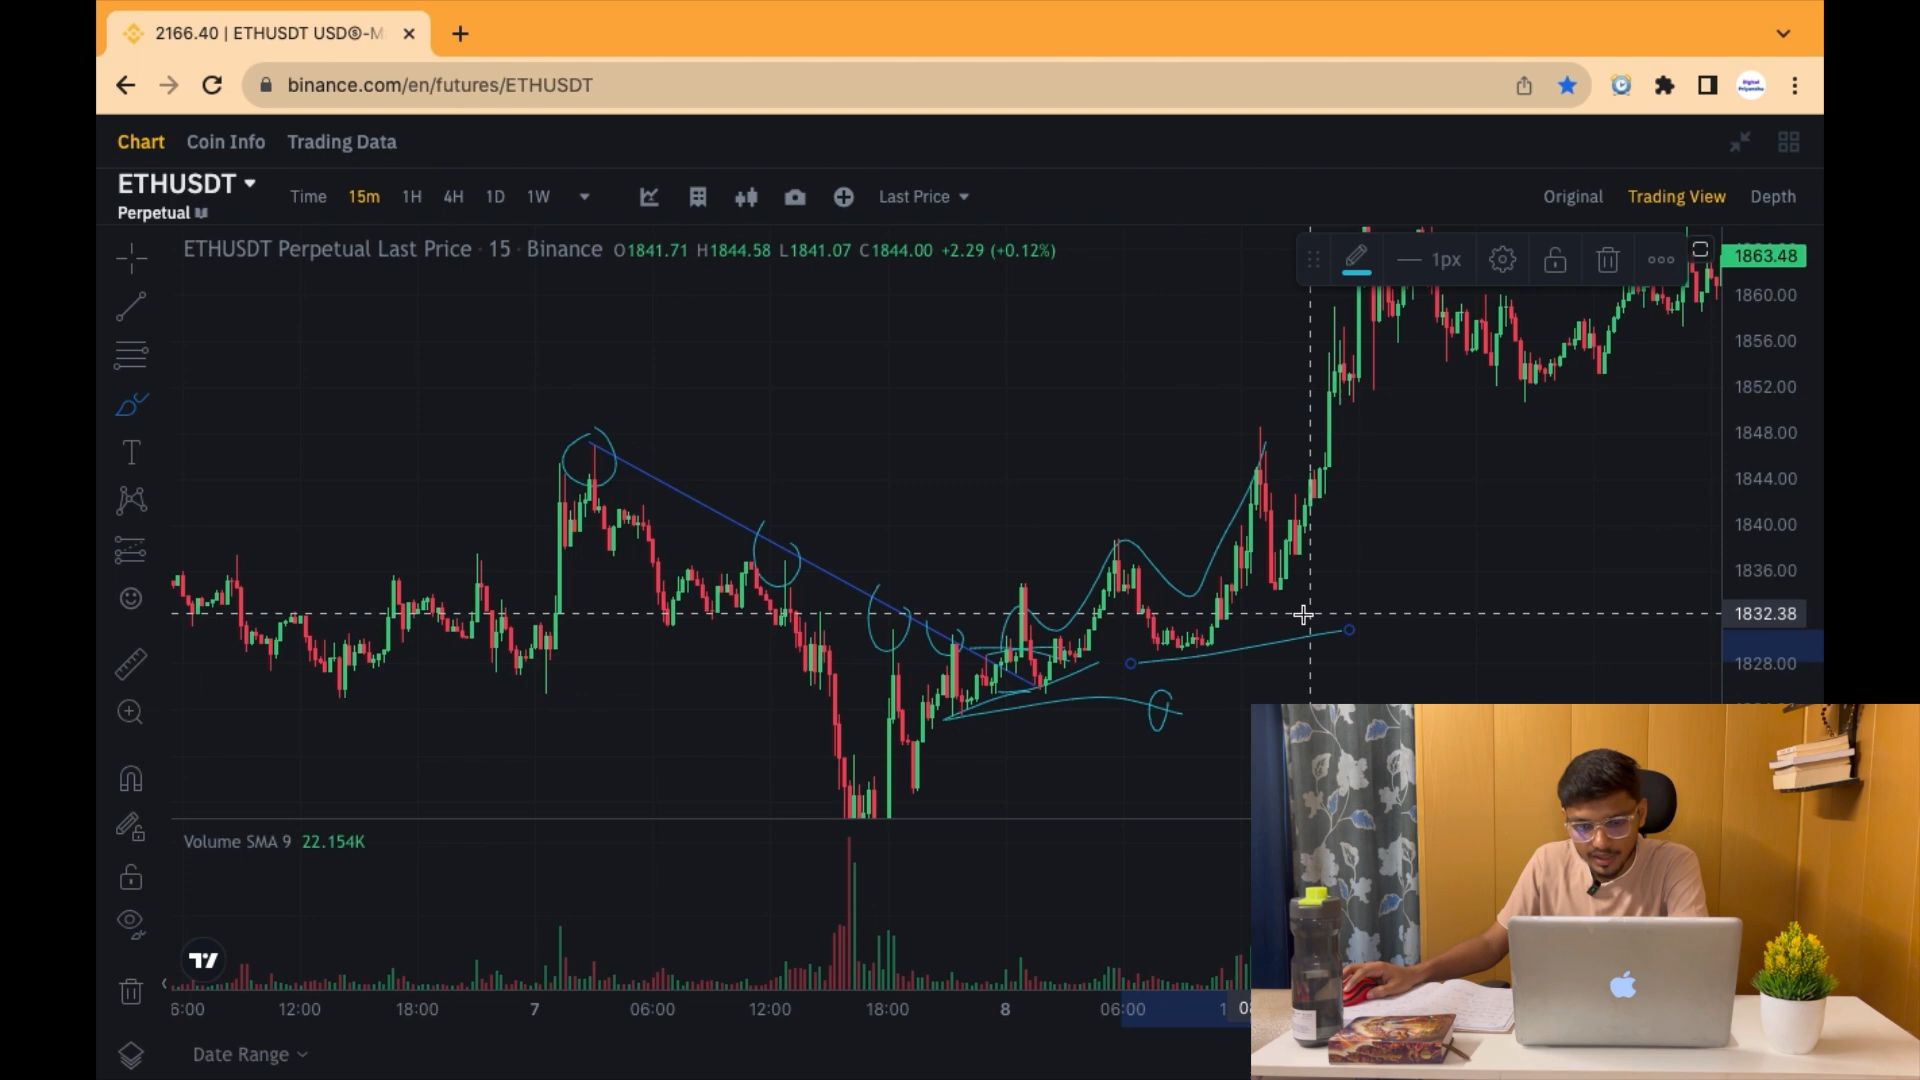 2166.40 | ETHUSDT USDⓈ-M
binance.com/en/futures/ETHUSDT
Digital
Priyanshu
Chart Coin Info Trading Data
ETHUSDT
Perpetual
Time 15m 1H 4H 1D 1W Last Price Original Trading View Depth
ETHUSDT Perpetual Last Price · 15 · Binance O1841.71 H1844.58 L1841.07 C1844.00 +2.29 (+0.12%)
1px
1863.48
1860.00
1856.00
1852.00
1848.00
1844.00
1840.00
1836.00
1832.38
1828.00
Volume SMA 9 22.154K
6:00 12:00 18:00 7 06:00 12:00 18:00 8 06:00
Date Range